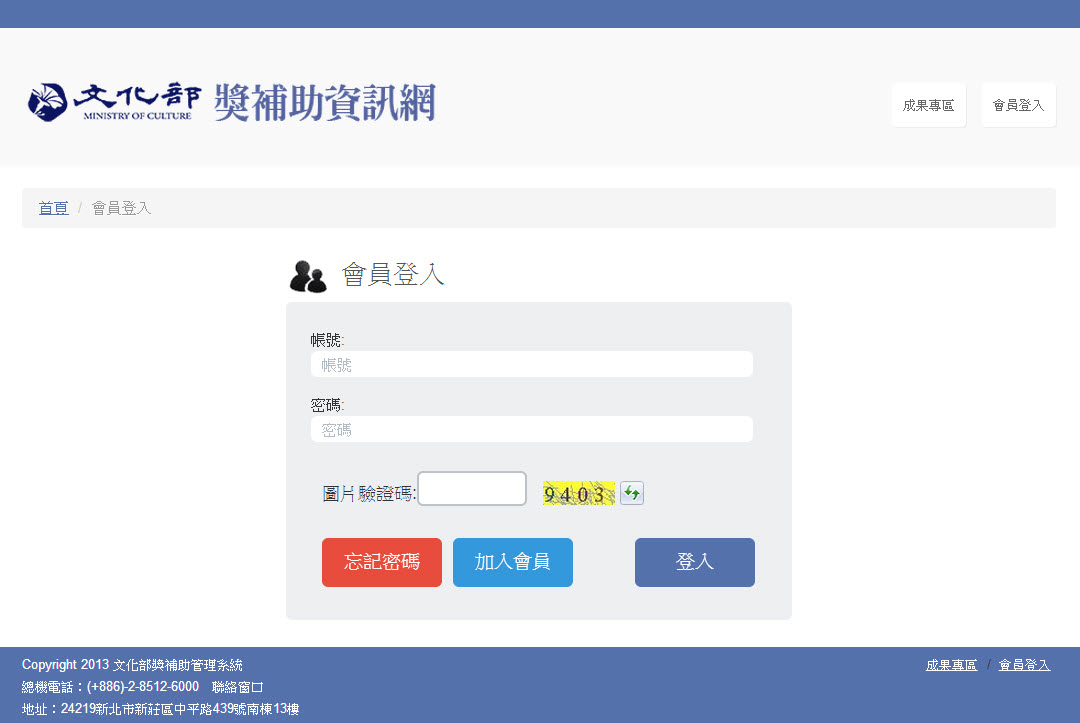 文化部 獎補助資訊網
MINISTRY OF CULTURE
成果專區 會員登入
首頁 / 會員登入
會員登入
帳號:
帳號
密碼:
密碼
圖片驗證碼: 9403
忘記密碼 加入會員 登入
Copyright 2013 文化部獎補助管理系統
成果專區 / 會員登入
總機電話：(+886)-2-8512-6000 聯絡窗口
地址：24219新北市新莊區中平路439號南棟13樓